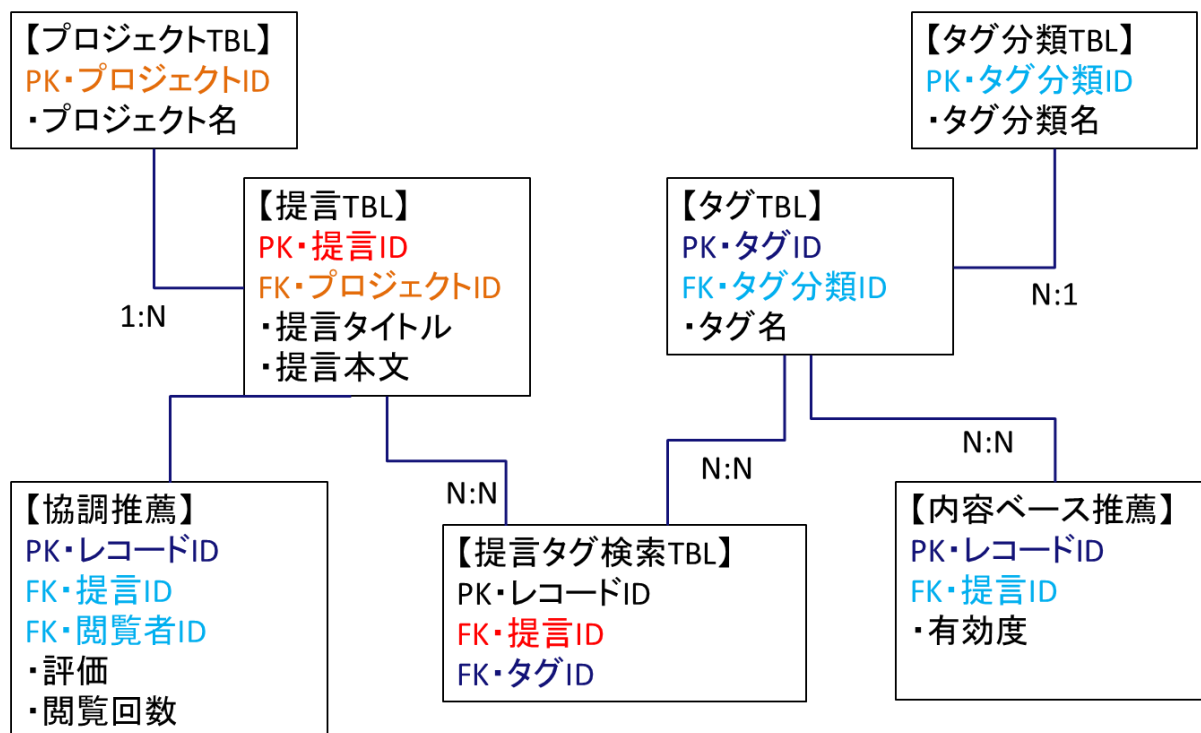 【プロジェクトTBL】
PK・プロジェクトID
・プロジェクト名
【タグ分類TBL】
PK・タグ分類ID
・タグ分類名
【提言TBL】
PK・提言ID
FK・プロジェクトID
・提言タイトル
・提言本文
【タグTBL】
PK・タグID
FK・タグ分類ID
・タグ名
1:N
N:1
N:N
N:N
N:N
【協調推薦】
PK・レコードID
FK・提言ID
FK・閲覧者ID
・評価
・閲覧回数
【提言タグ検索TBL】
PK・レコードID
FK・提言ID
FK・タグID
【内容ベース推薦】
PK・レコードID
FK・提言ID
・有効度